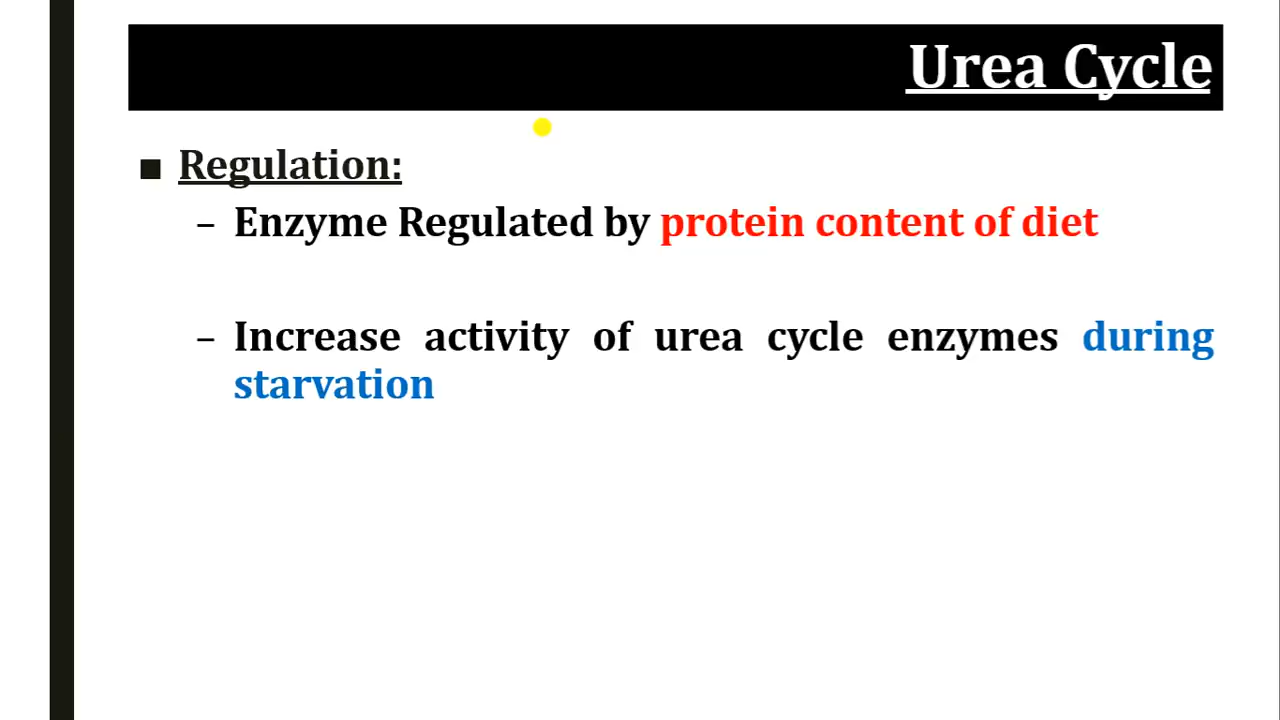 Urea Cycle
■ Regulation:
– Enzyme Regulated by protein content of diet
– Increase activity of urea cycle enzymes during
starvation